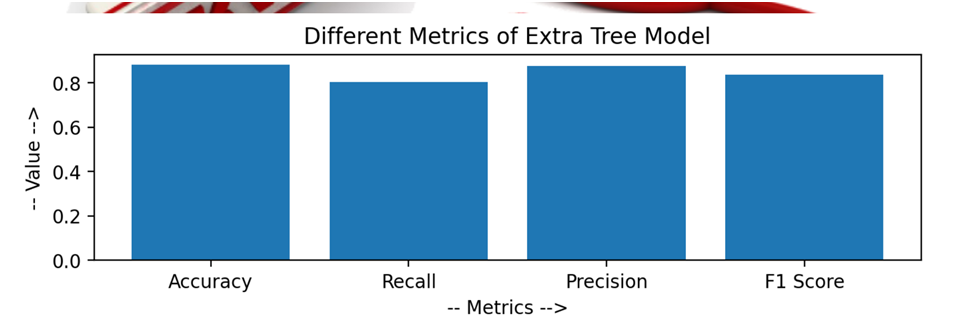 Different Metrics of Extra Tree Model
-- Value -->
0.8
0.6
0.4
0.2
0.0
Accuracy Recall Precision F1 Score
-- Metrics -->